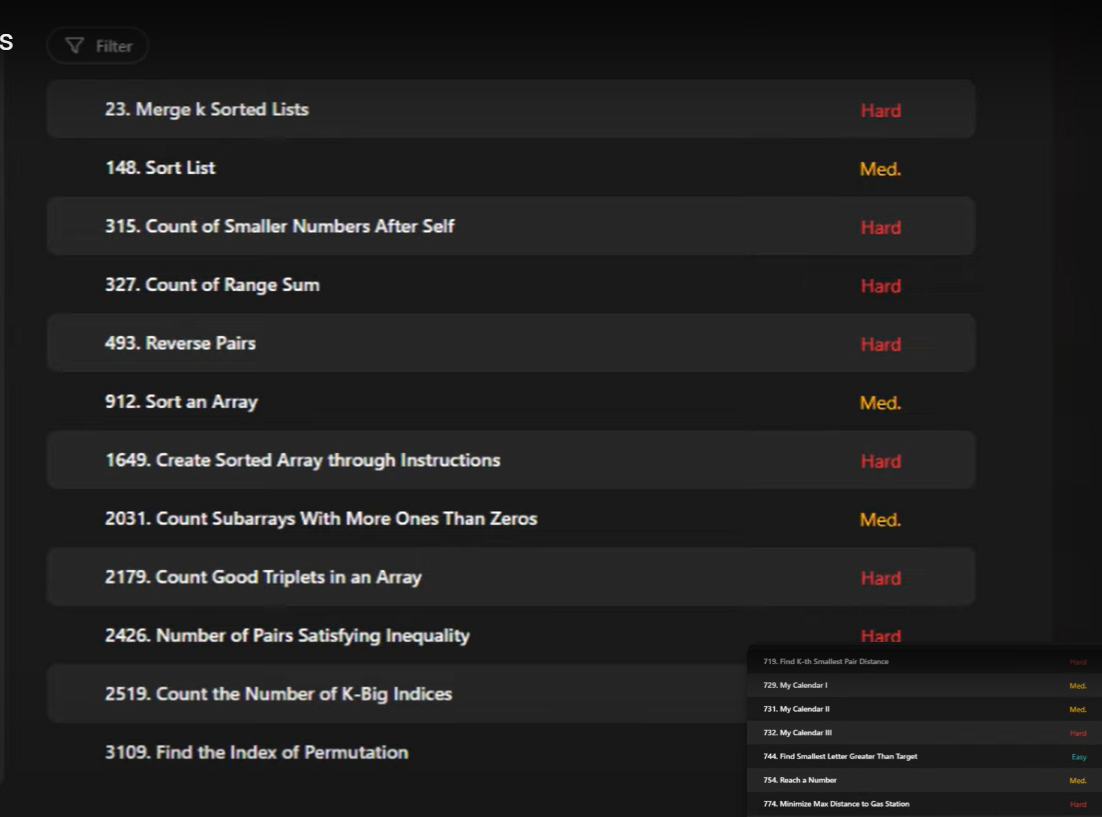 s
Filter
23. Merge k Sorted Lists Hard
148. Sort List Med.
315. Count of Smaller Numbers After Self Hard
327. Count of Range Sum Hard
493. Reverse Pairs Hard
912. Sort an Array Med.
1649. Create Sorted Array through Instructions Hard
2031. Count Subarrays With More Ones Than Zeros Med.
2179. Count Good Triplets in an Array Hard
2426. Number of Pairs Satisfying Inequality Hard
2519. Count the Number of K-Big Indices
3109. Find the Index of Permutation
719. Find K-th Smallest Pair Distance Hard
729. My Calendar I Med.
731. My Calendar II Med.
732. My Calendar III Hard
744. Find Smallest Letter Greater Than Target Easy
754. Reach a Number Med.
774. Minimize Max Distance to Gas Station Hard